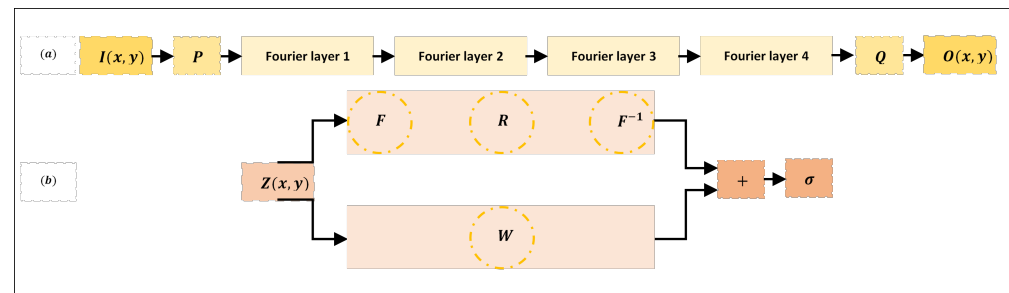 (a) I(x, y) P Fourier layer 1 Fourier layer 2 Fourier layer 3 Fourier layer 4 Q O(x, y)
F R F⁻¹
(b) Z(x, y) + σ
W